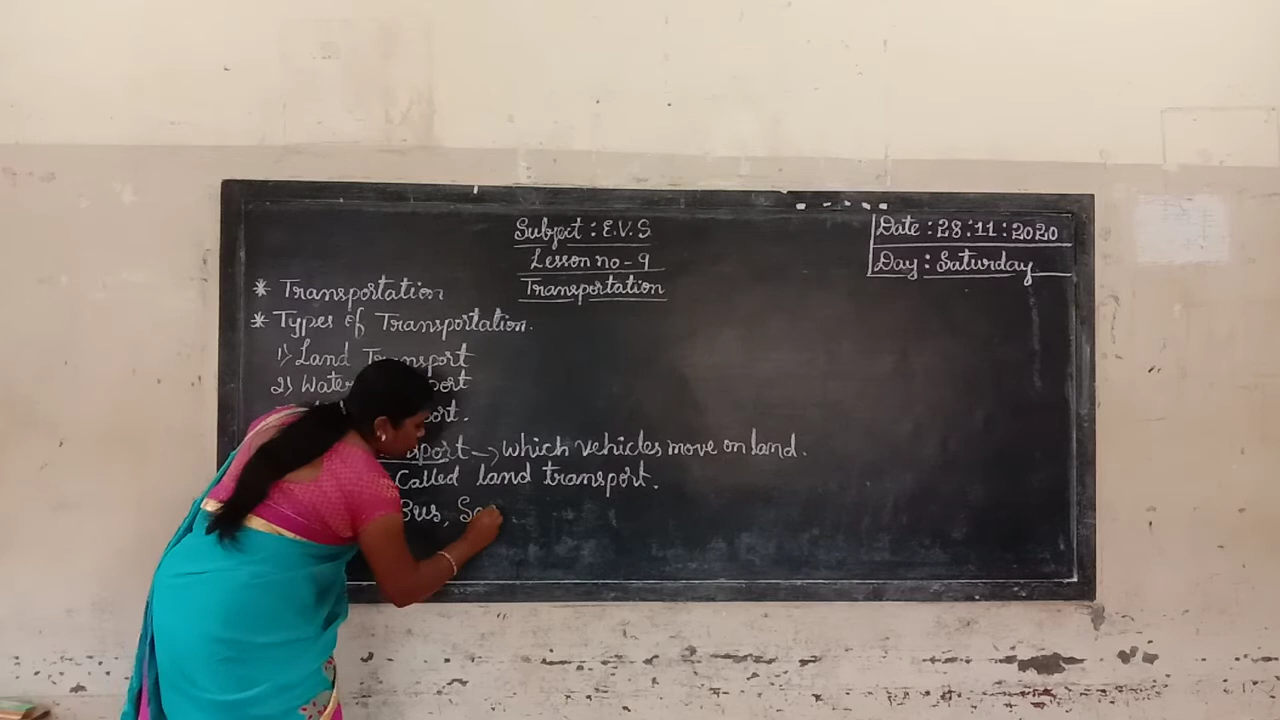 Subject : E.V.S
Lesson no - 9
Transportation
Date : 28:11:2020
Day : Saturday
* Transportation
* Types of Transportation.
1) Land Transport
2) Water
-> which vehicles move on land.
Called land transport.
Bus,